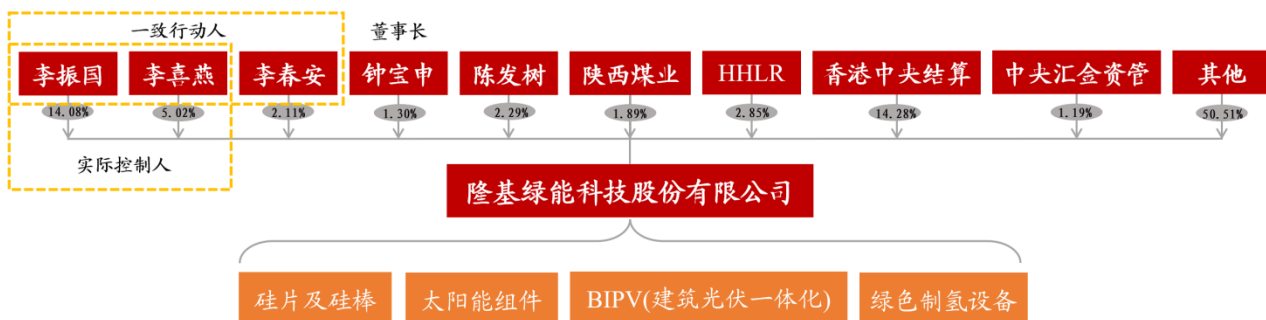 一致行动人
董事长
李振国
李喜燕
李春安
钟宝申
陈发树
陕西煤业
HHLR
香港中央结算
中央汇金资管
其他
14.08%
5.02%
2.11%
1.30%
2.29%
1.89%
2.85%
14.28%
1.19%
50.51%
实际控制人
隆基绿能科技股份有限公司
硅片及硅棒
太阳能组件
BIPV(建筑光伏一体化)
绿色制氢设备